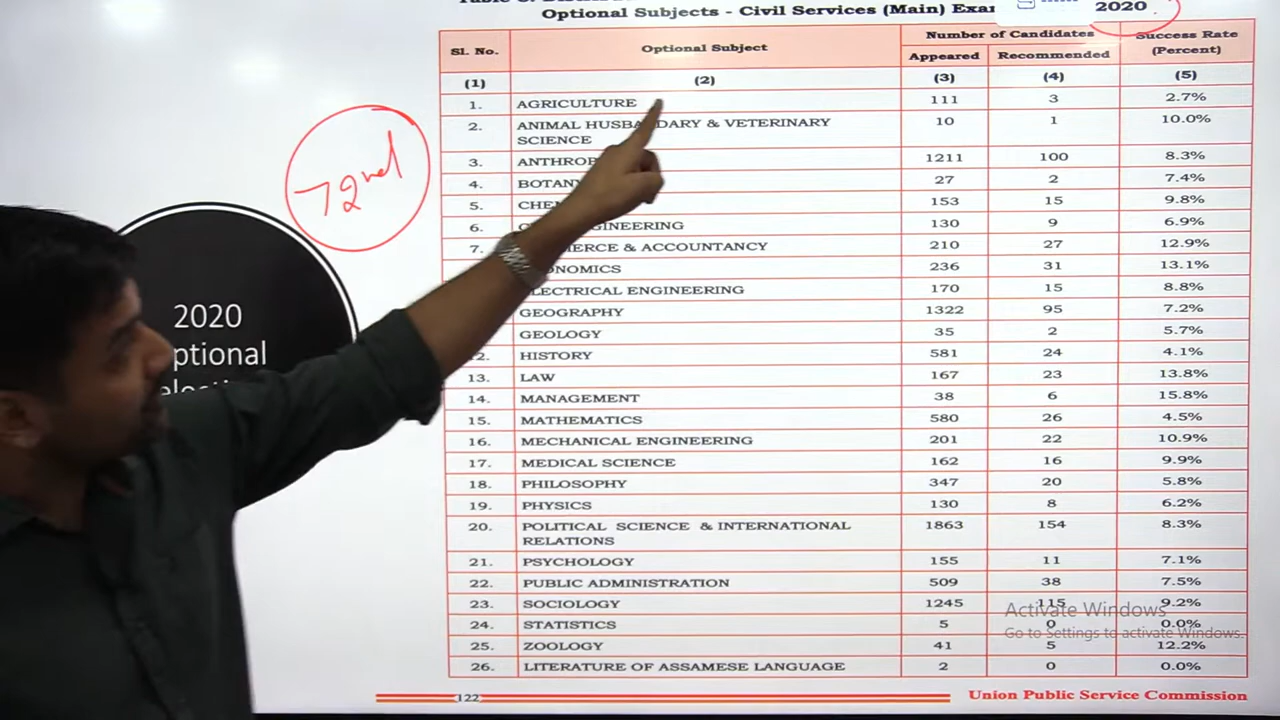 Optional Subjects - Civil Services (Main)
2020
Sl. No. Optional Subject Number of Candidates Success Rate (Percent)
Appeared Recommended
(1) (2) (3) (4) (5)
1. AGRICULTURE 111 3 2.7%
2. ANIMAL & VETERINARY SCIENCE 10 1 10.0%
3. 1211 100 8.3%
4. BOTANY 27 2 7.4%
5. 153 15 9.8%
6. 130 9 6.9%
7. & ACCOUNTANCY 210 27 12.9%
236 31 13.1%
ELECTRICAL ENGINEERING 170 15 8.8%
GEOGRAPHY 1322 95 7.2%
GEOLOGY 35 2 5.7%
12. HISTORY 581 24 4.1%
13. LAW 167 23 13.8%
14. MANAGEMENT 38 6 15.8%
15. MATHEMATICS 580 26 4.5%
16. MECHANICAL ENGINEERING 201 22 10.9%
17. MEDICAL SCIENCE 162 16 9.9%
18. PHILOSOPHY 347 20 5.8%
19. PHYSICS 130 8 6.2%
20. POLITICAL SCIENCE & INTERNATIONAL RELATIONS 1863 154 8.3%
21. PSYCHOLOGY 155 11 7.1%
22. PUBLIC ADMINISTRATION 509 38 7.5%
23. SOCIOLOGY 1245 115 9.2%
24. STATISTICS 5 0 0.0%
25. ZOOLOGY 41 5 12.2%
26. LITERATURE OF ASSAMESE LANGUAGE 2 0 0.0%
122 Union Public Service Commission
72nd
2020
Activate Windows
Go to Settings to activate Windows.